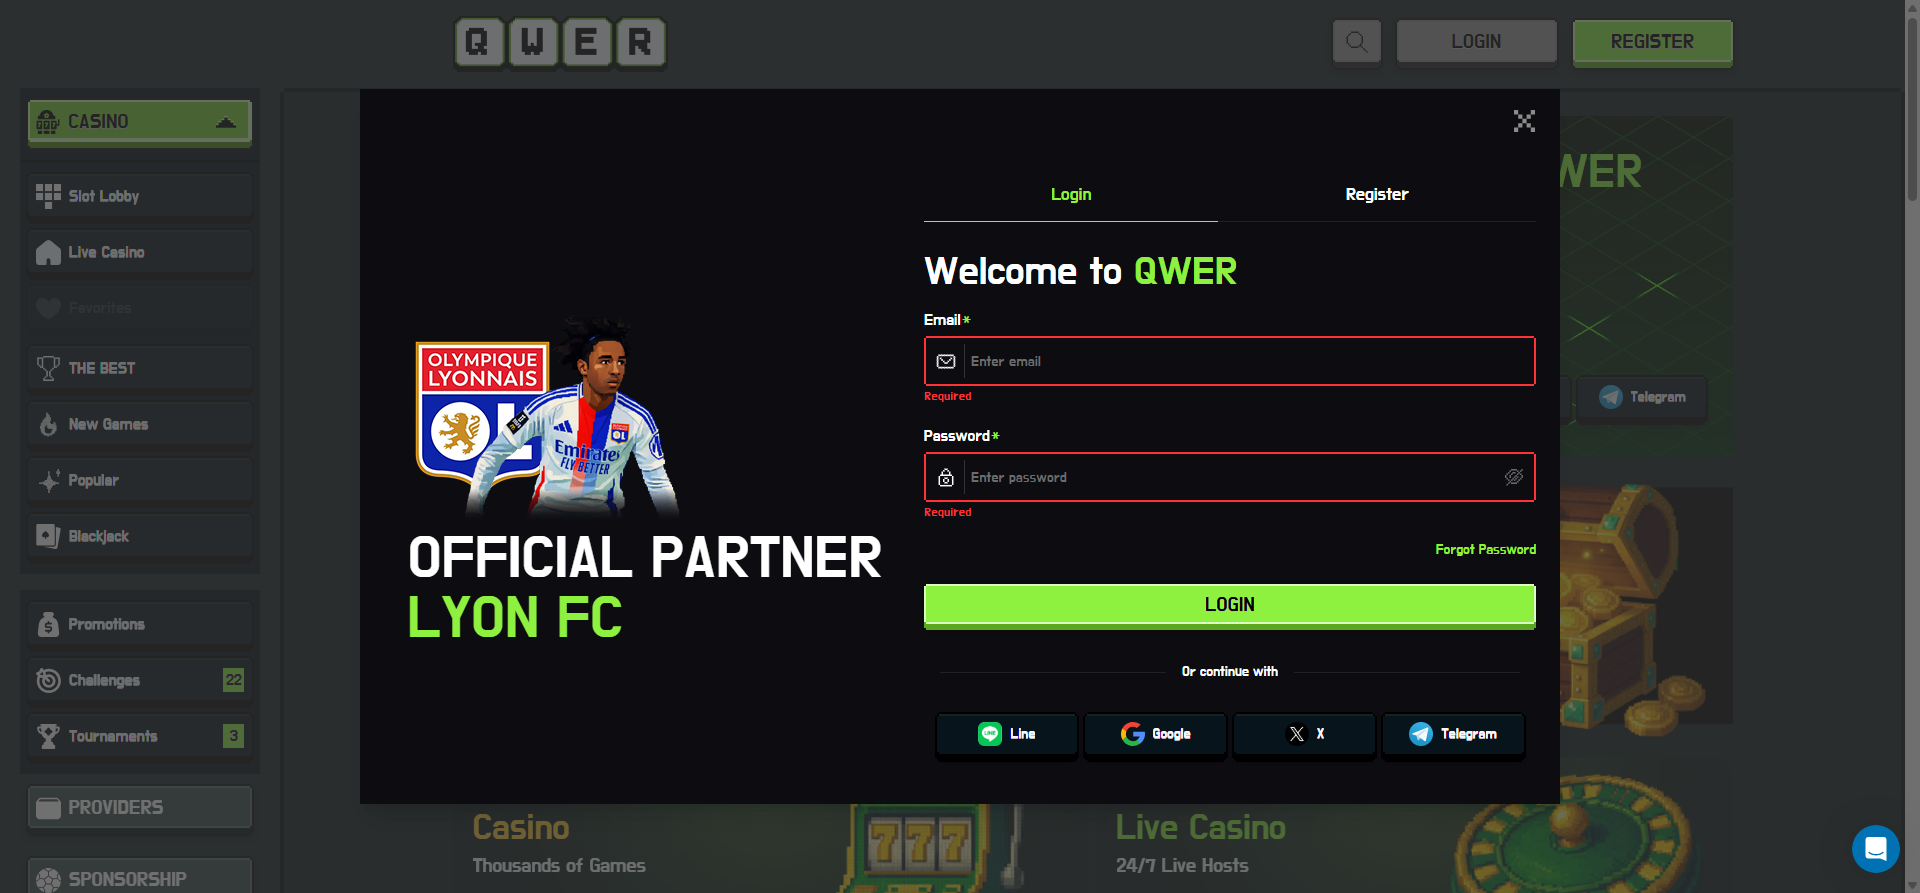 QWER
LOGIN
REGISTER
CASINO
Slot Lobby
Live Casino
Favorites
THE BEST
New Games
Popular
Blackjack
Promotions
Challenges 22
Tournaments 3
PROVIDERS
SPONSORSHIP
OLYMPIQUE
LYONNAIS
OL
Emirates
FLY BETTER
OFFICIAL PARTNER
LYON FC
Login
Register
Welcome to QWER
Email*
Enter email
Required
Password*
Enter password
Required
Forgot Password
LOGIN
Or continue with
Line
Google
X
Telegram
WER
Telegram
Casino
Thousands of Games
777
Live Casino
24/7 Live Hosts